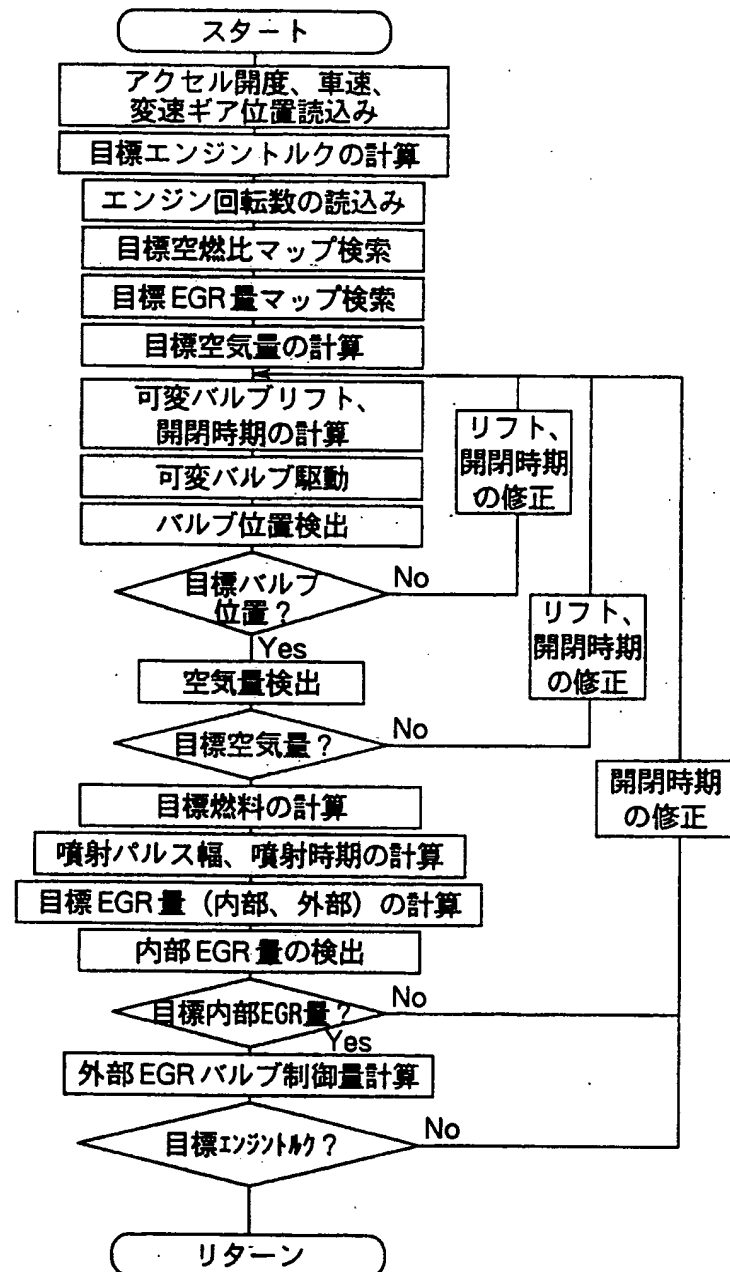 スタート
アクセル開度、車速、
変速ギア位置読込み
目標エンジントルクの計算
エンジン回転数の読込み
目標空燃比マップ検索
目標EGR量マップ検索
目標空気量の計算
可変バルブリフト、
開閉時期の計算
リフト、
開閉時期
の修正
可変バルブ駆動
バルブ位置検出
目標バルブ
位置？
No
Yes
リフト、
開閉時期
の修正
空気量検出
目標空気量？
No
開閉時期
の修正
目標燃料の計算
噴射パルス幅、噴射時期の計算
目標EGR量（内部、外部）の計算
内部EGR量の検出
目標内部EGR量？
No
Yes
外部EGRバルブ制御量計算
目標エンジントルク？
No
リターン